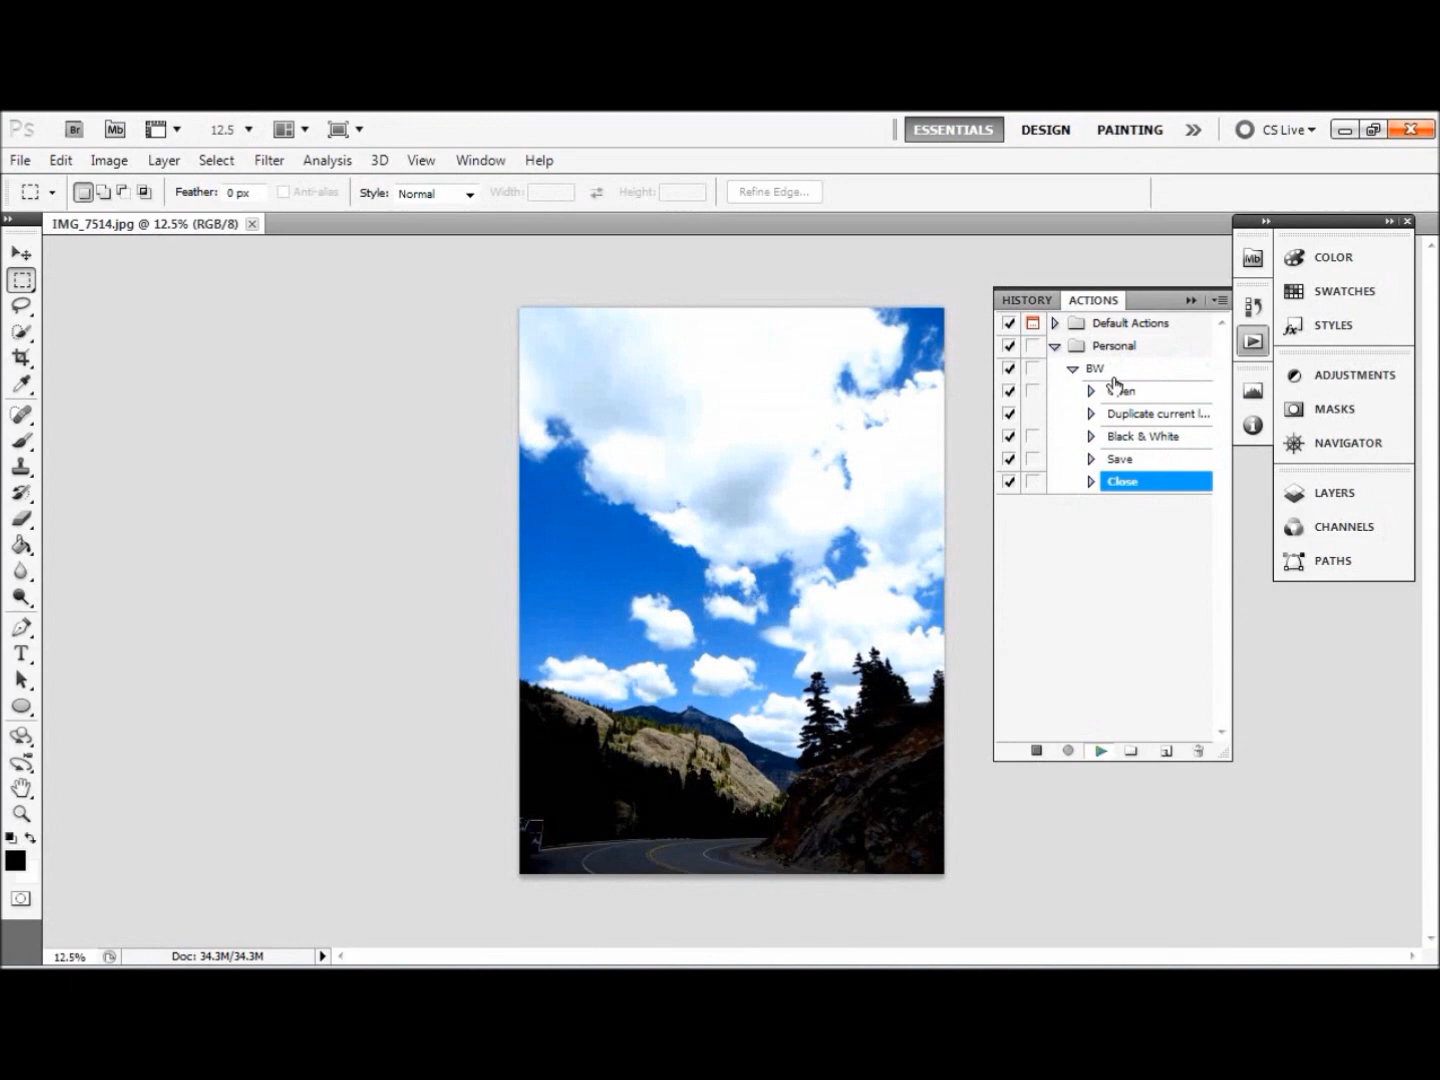 Ps Br Mb 12.5 ESSENTIALS DESIGN PAINTING CS Live
File Edit Image Layer Select Filter Analysis 3D View Window Help
Feather: 0 px Anti-alias Style: Normal Width: Height: Refine Edge...
IMG_7514.jpg @ 12.5% (RGB/8)
HISTORY ACTIONS
Default Actions
Personal
BW
Duplicate current l...
Black & White
Save
Close
Mb COLOR
SWATCHES
STYLES
ADJUSTMENTS
MASKS
NAVIGATOR
LAYERS
CHANNELS
PATHS
12.5% Doc: 34.3M/34.3M